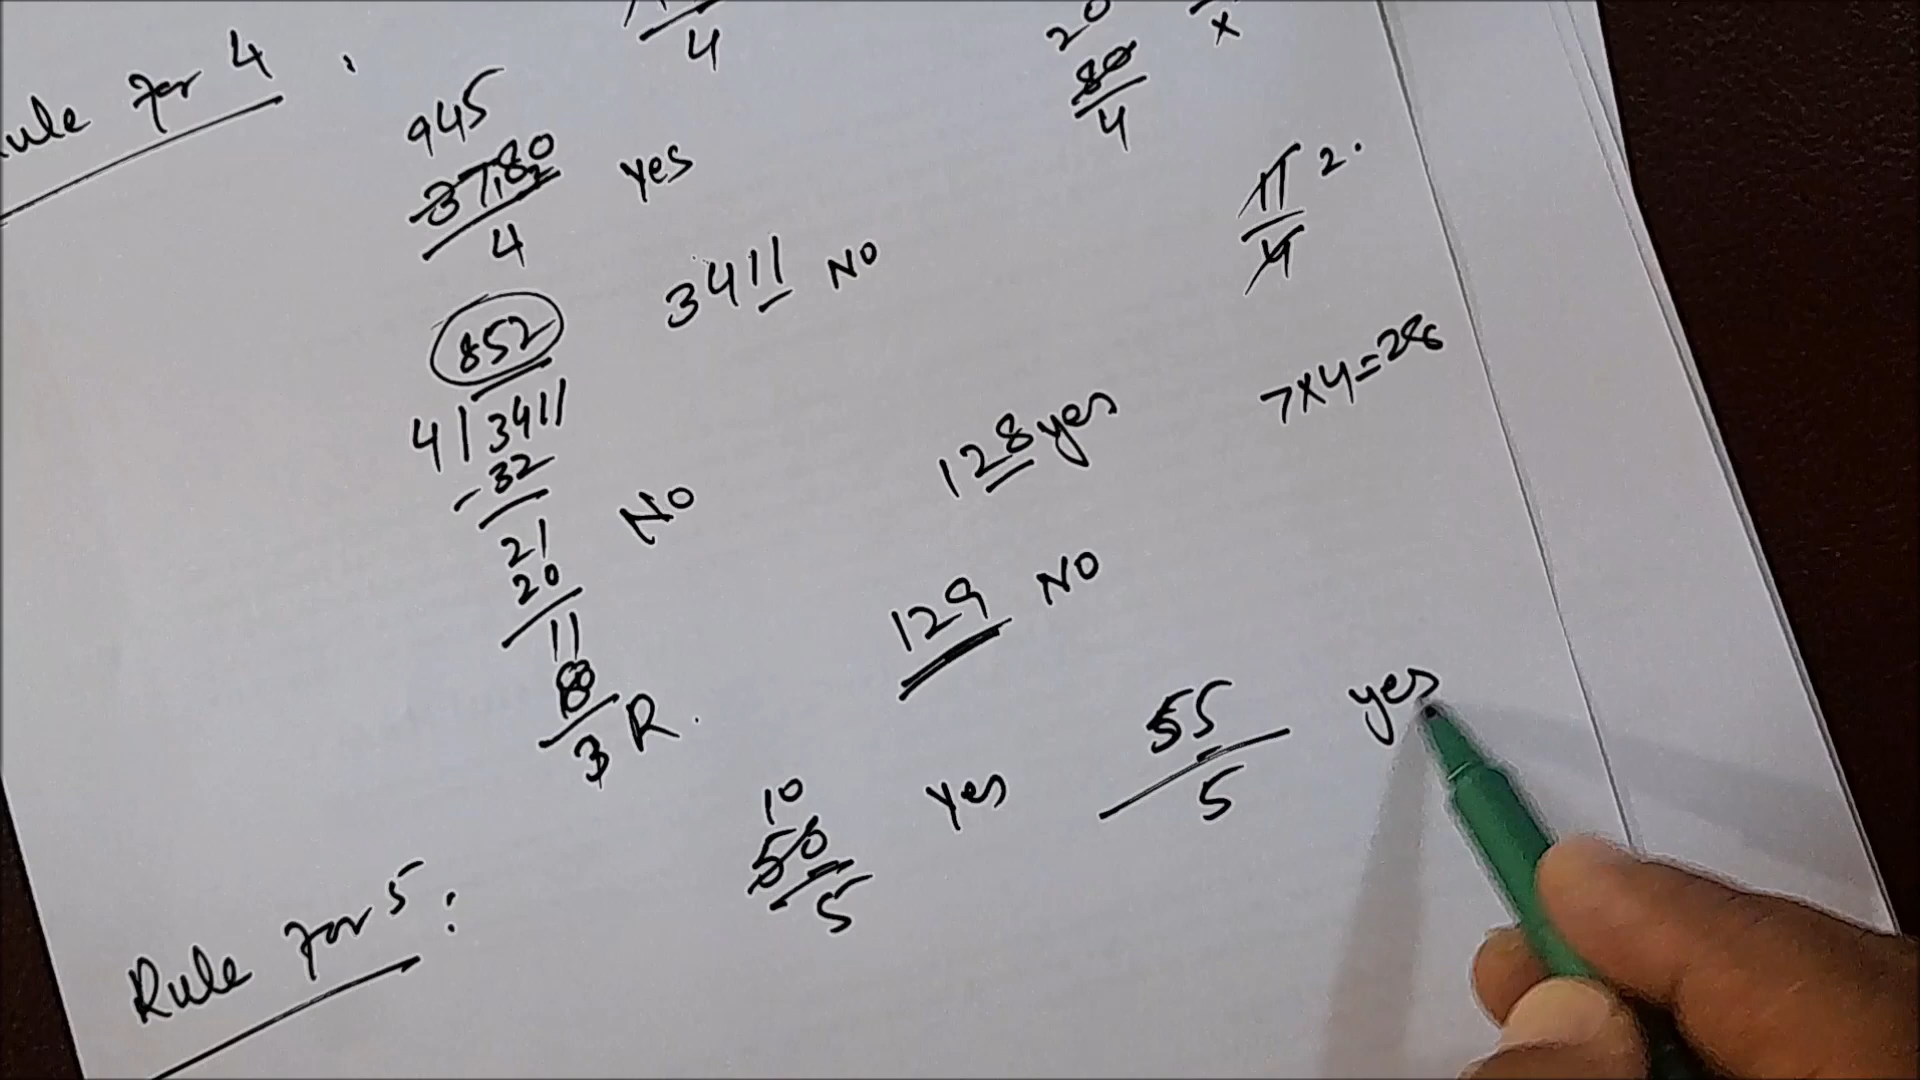 Rule for 4 :
4
20
80
4
x
945
3780
4
yes
3411 NO
11 2.
4
852
4 3411
- 32
21
20
11
8
3 R.
NO
128 yes
7x4=28
129 NO
Rule for 5 :
10
50
5
yes
55
5
yes